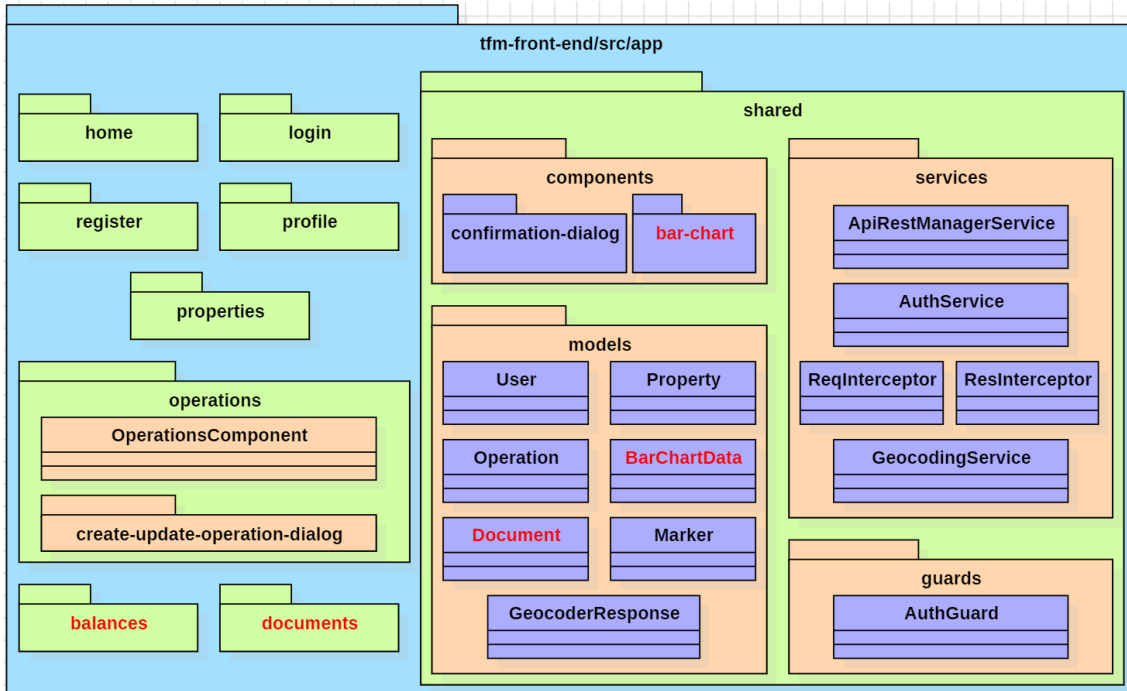 tfm-front-end/src/app
home
login
register
profile
properties
operations
OperationsComponent
create-update-operation-dialog
balances
documents
shared
components
confirmation-dialog
bar-chart
models
User
Property
Operation
BarChartData
Document
Marker
GeocoderResponse
services
ApiRestManagerService
AuthService
ReqInterceptor
ResInterceptor
GeocodingService
guards
AuthGuard